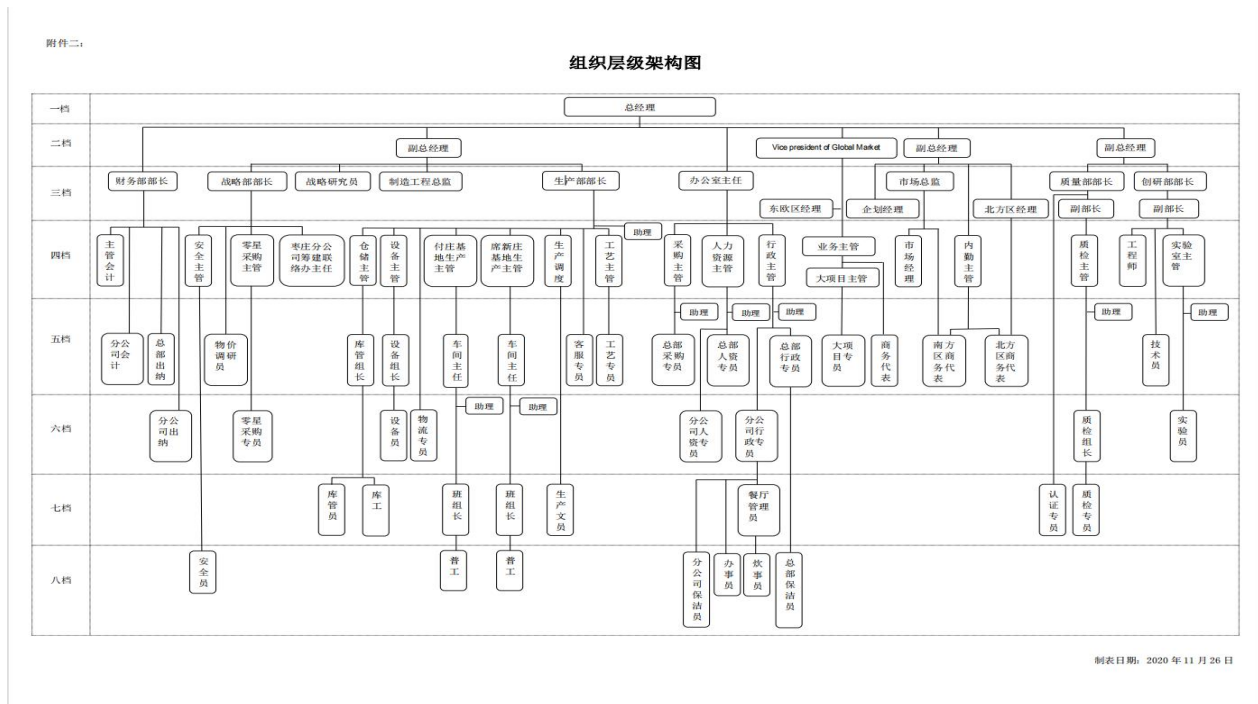 附件二:
组织层级架构图
一档
总经理
二档
副总经理
Vice president of Global Market
副总经理
副总经理
三档
财务部部长
战略部部长
战略研究员
制造工程总监
生产部部长
办公室主任
市场总监
质量部部长
创研部部长
东欧区经理
企划经理
北方区经理
副部长
副部长
四档
助理
主管会计
安全主管
零星
采购
主管
枣庄分公
司筹建联
络办主任
仓储主管
设备主管
付庄基
地生产
主管
席新庄
基地生
产主管
生产调度
工艺主管
采购主管
人力
资源
主管
行政主管
业务主管
大项目主管
市场经理
内勤主管
质检主管
工程师
实验
室主
管
五档
助理
助理
助理
助理
助理
分公
司会
计
总部出纳
物价
调研
员
库管组长
设备组长
车间主任
车间主任
客服专员
工艺专员
总部
采购
专员
总部
人资
专员
总部
行政
专员
大项
目专
员
商务代表
南方
区商
务代
表
北方
区商
务代
表
技术员
六档
助理
助理
分公
司出
纳
零星
采购
专员
设备员
物流专员
分公
司人
资专
员
分公
司行
政专
员
质检组长
实验员
七档
库管员
库工
班组长
班组长
生产文员
餐厅
管理
员
认证专员
质检专员
八档
安全员
普工
普工
分公司保洁员
办事员
炊事员
总部保洁员
制表日期：2020 年 11 月 26 日